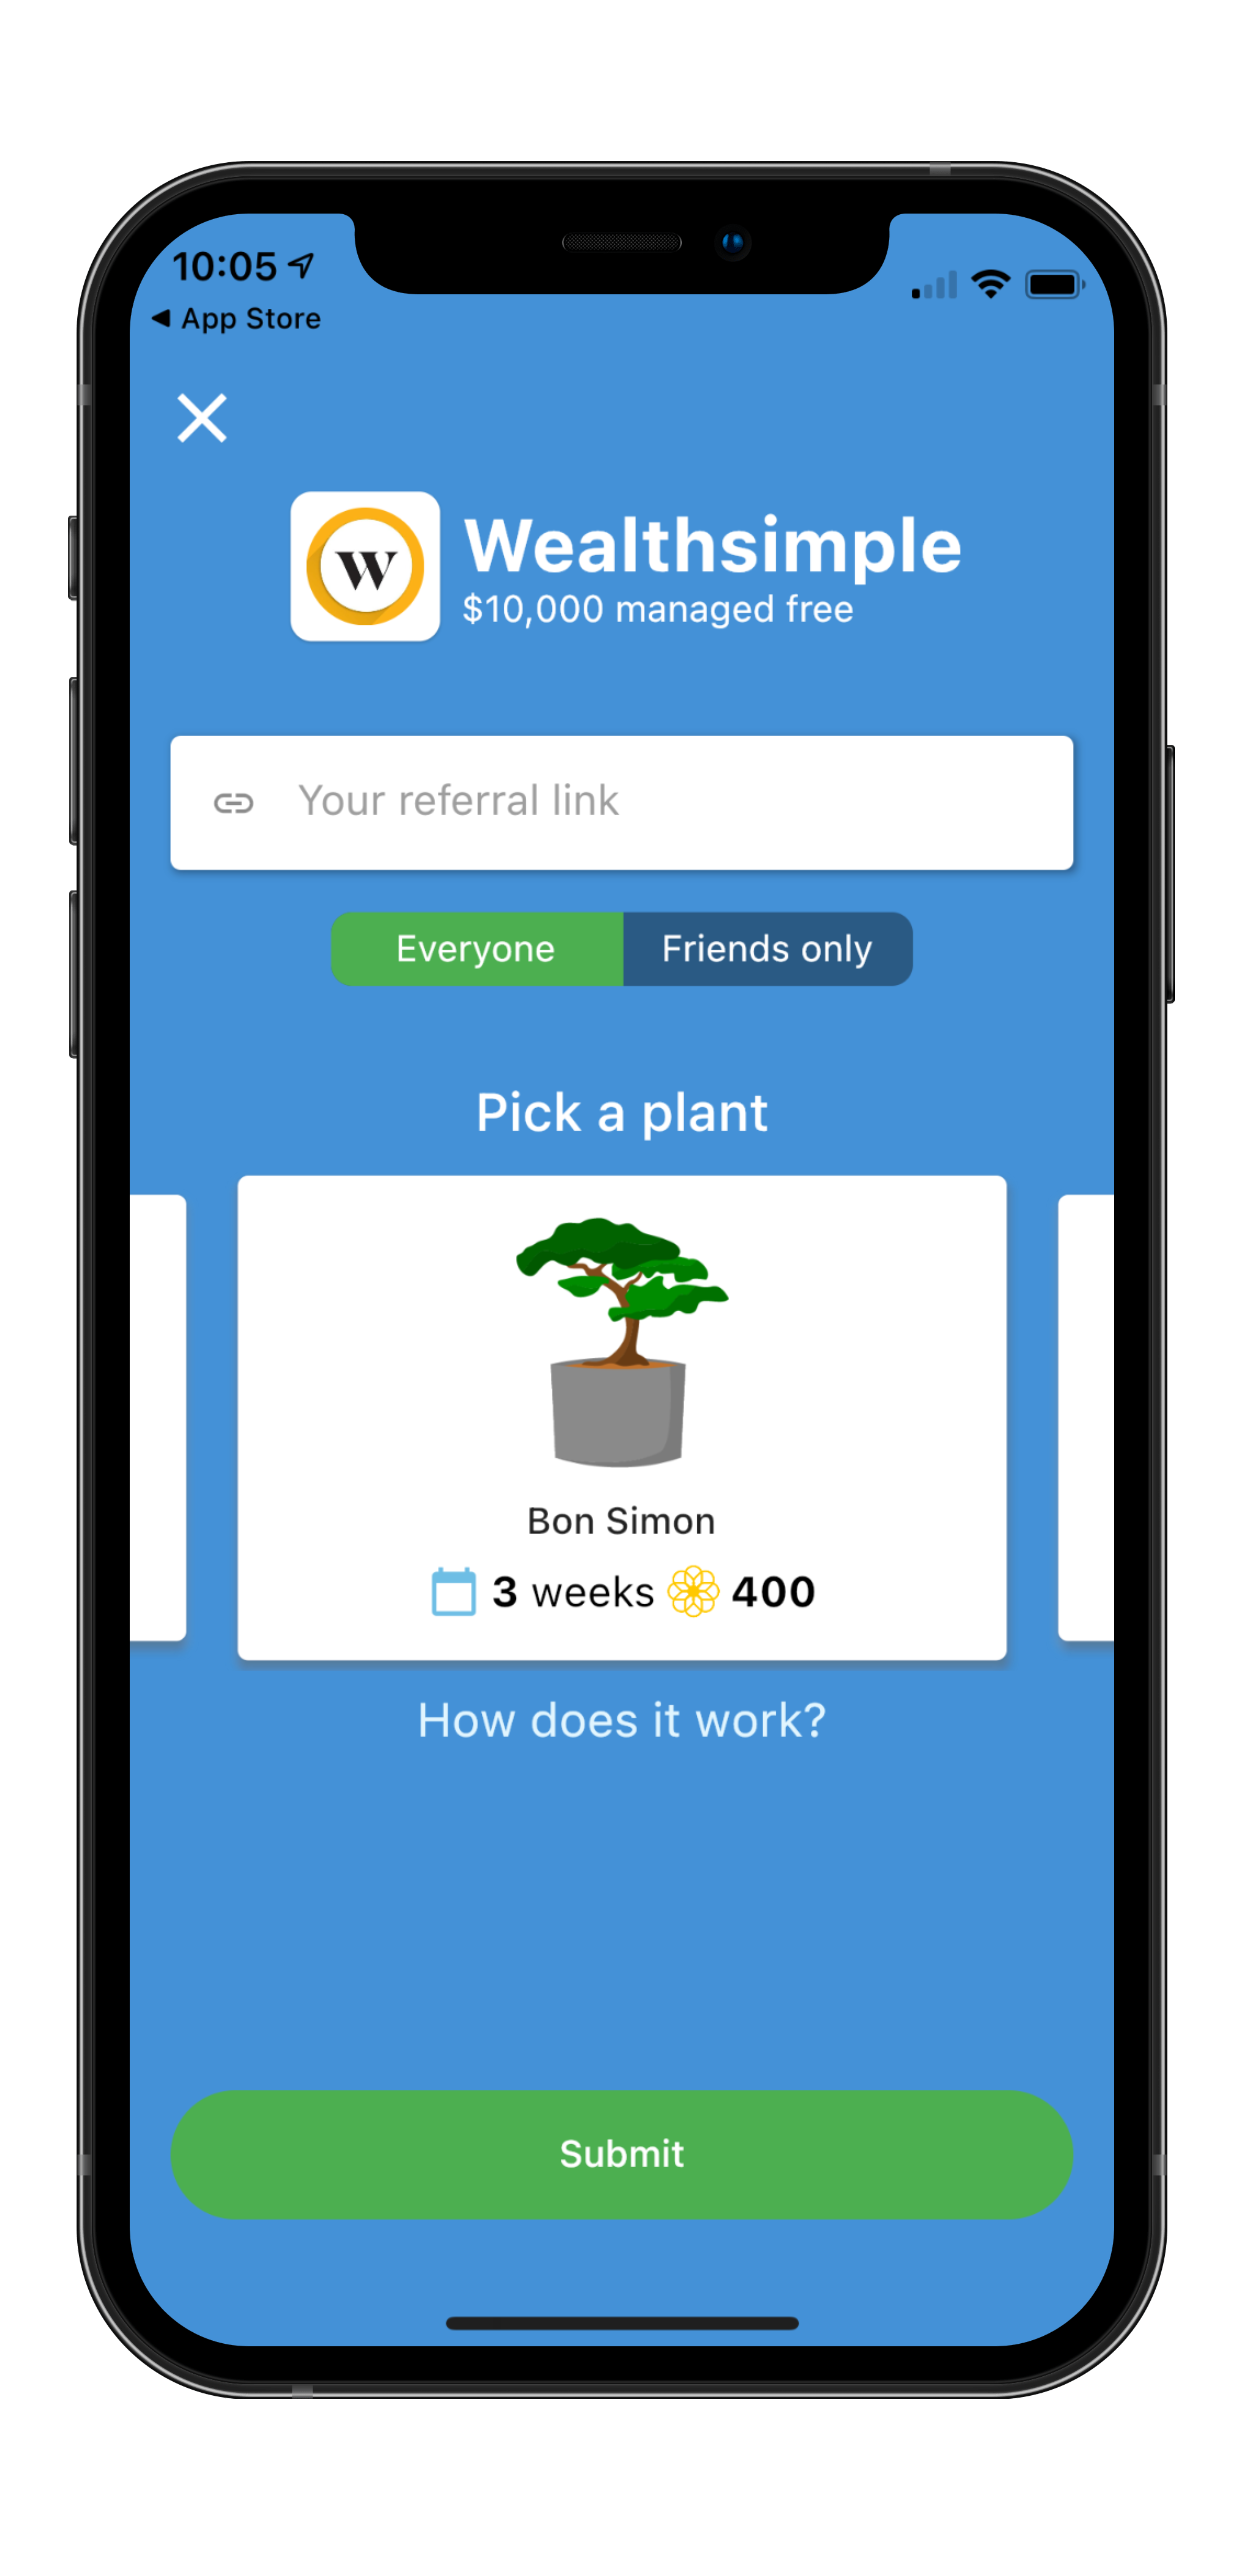 10:05
App Store
W
Wealthsimple
$10,000 managed free
Your referral link
Everyone Friends only
Pick a plant
Bon Simon
3 weeks 400
How does it work?
Submit